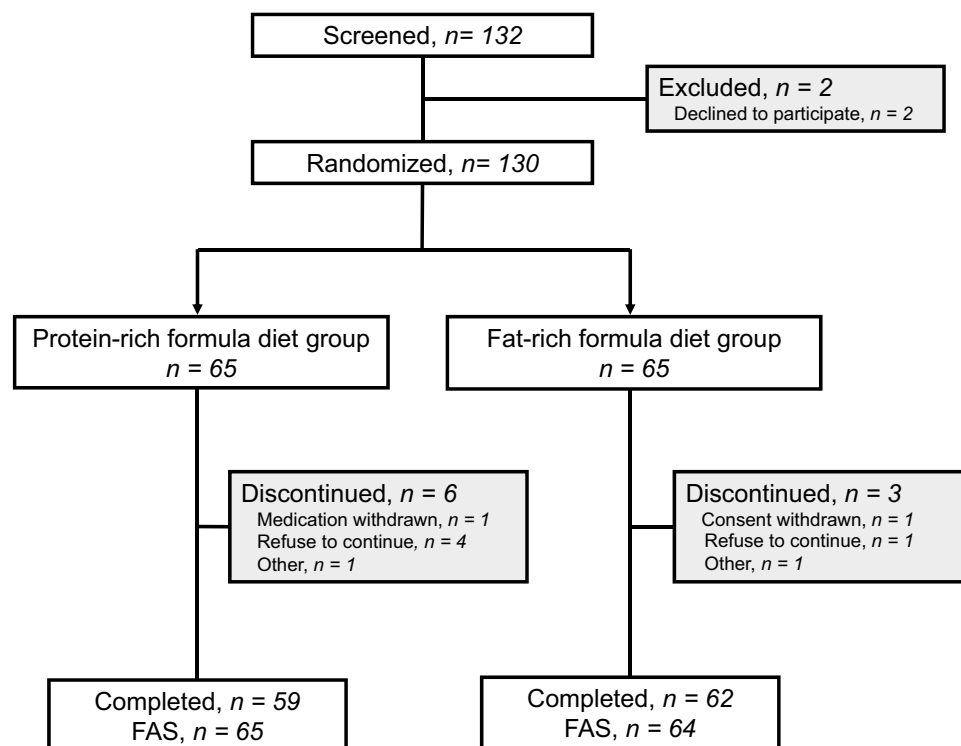 Screened, n= 132
Excluded, n = 2
Declined to participate, n = 2
Randomized, n= 130
Protein-rich formula diet group
n = 65
Fat-rich formula diet group
n = 65
Discontinued, n = 6
Medication withdrawn, n = 1
Refuse to continue, n = 4
Other, n = 1
Discontinued, n = 3
Consent withdrawn, n = 1
Refuse to continue, n = 1
Other, n = 1
Completed, n = 59
FAS, n = 65
Completed, n = 62
FAS, n = 64